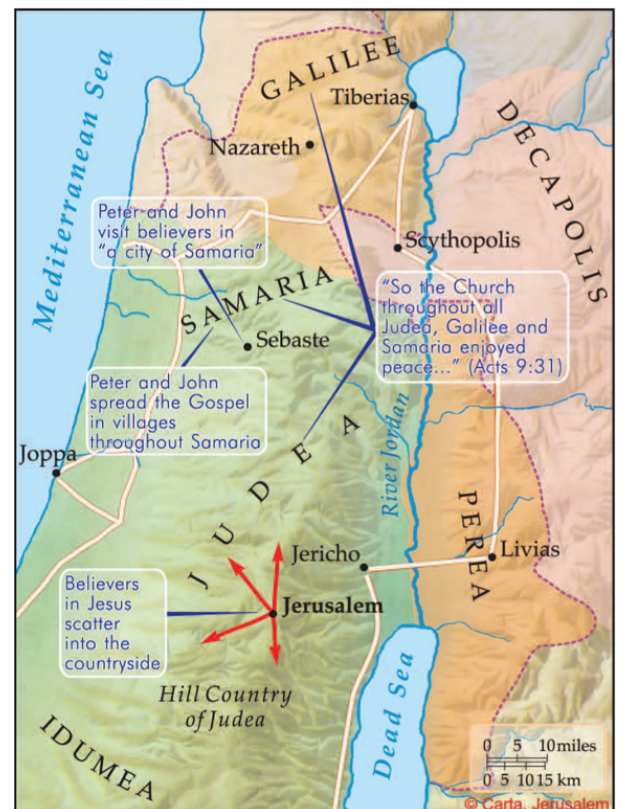 Mediterranean Sea
GALILEE
Tiberias
DECAPOLIS
Nazareth
Peter and John
visit believers in
“a city of Samaria”
Scythopolis
SAMARIA
Sebaste
“So the Church
throughout all
Judea, Galilee and
Samaria enjoyed
peace...” (Acts 9:31)
Peter and John
spread the Gospel
in villages
throughout Samaria
Joppa
JUDEA
River Jordan
PEREA
Jericho
Livias
Believers
in Jesus
scatter
into the
countryside
Jerusalem
Hill Country
of Judea
IDUMEA
Dead Sea
0 5 10 miles
0 5 10 15 km
© Carta, Jerusalem